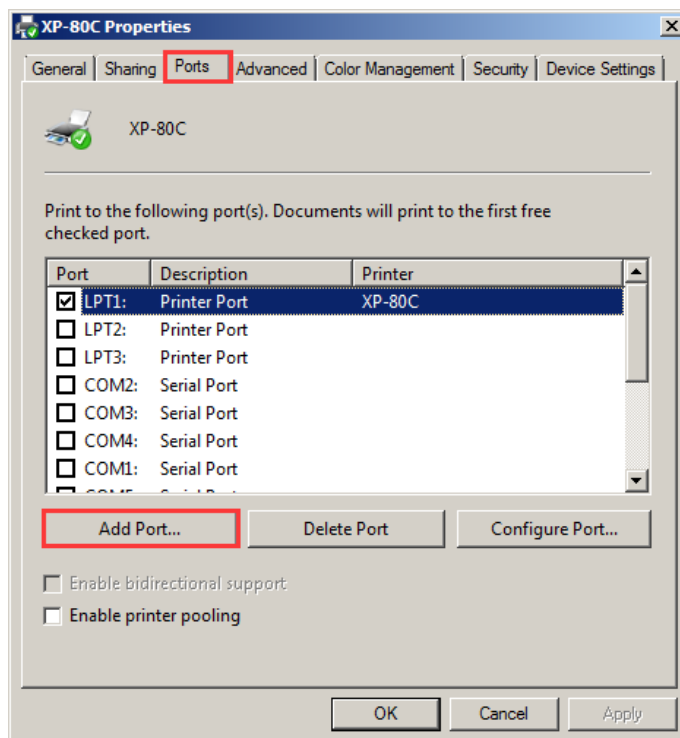 XP-80C Properties
General Sharing Ports Advanced Color Management Security Device Settings
XP-80C
Print to the following port(s). Documents will print to the first free
checked port.
Port Description Printer
LPT1: Printer Port XP-80C
LPT2: Printer Port
LPT3: Printer Port
COM2: Serial Port
COM3: Serial Port
COM4: Serial Port
COM1: Serial Port
Add Port... Delete Port Configure Port...
Enable bidirectional support
Enable printer pooling
OK Cancel Apply